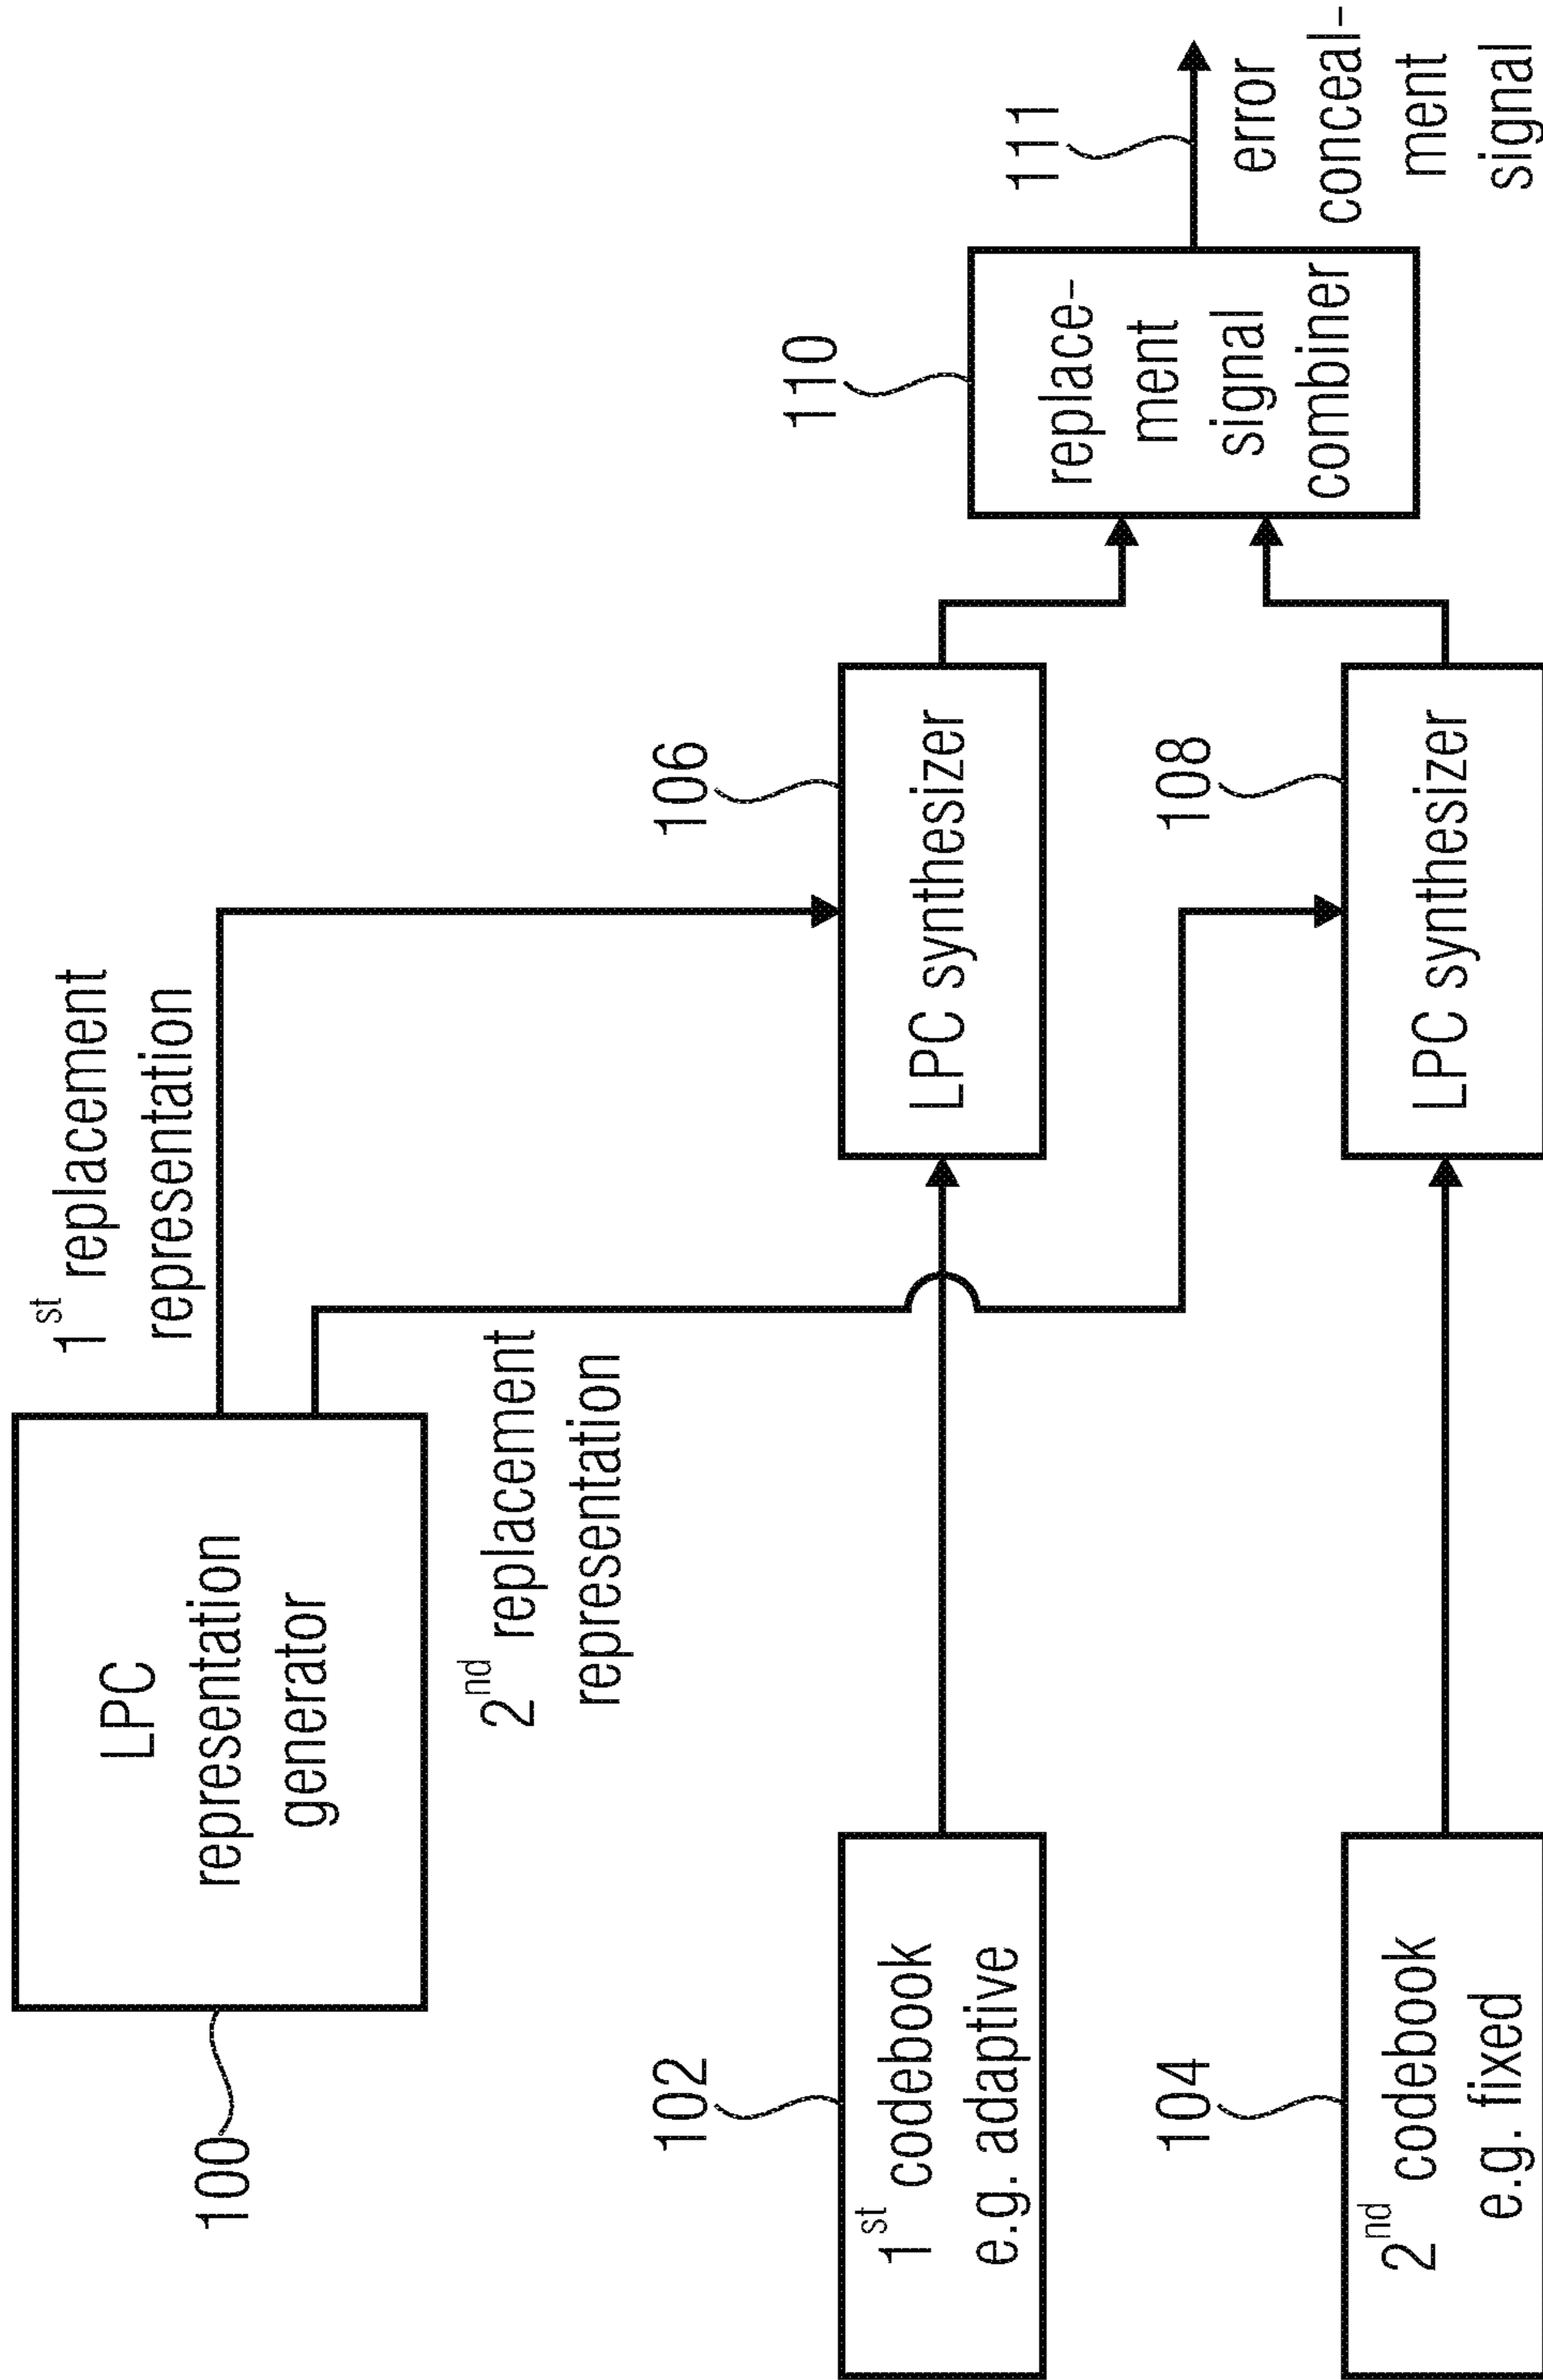 LPC
representation
generator
100
1st replacement
representation
2nd replacement
representation
102
1st codebook
e.g. adaptive
106
LPC synthesizer
104
2nd codebook
e.g. fixed
108
LPC synthesizer
110
replace-
ment
signal
combiner
111
error
conceal-
ment
signal